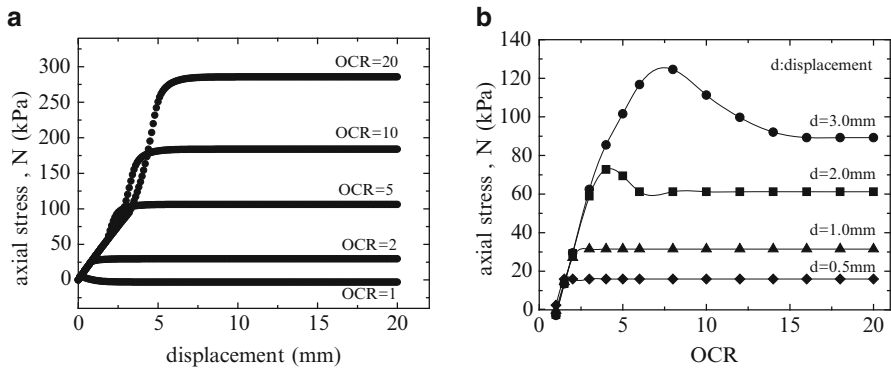 a
axial stress , N (kPa)
300
250
200
150
100
50
0
0
5
10
15
20
displacement (mm)
OCR=20
OCR=10
OCR=5
OCR=2
OCR=1
b
axial stress , N (kPa)
140
120
100
80
60
40
20
0
0
5
10
15
20
OCR
d:displacement
d=3.0mm
d=2.0mm
d=1.0mm
d=0.5mm